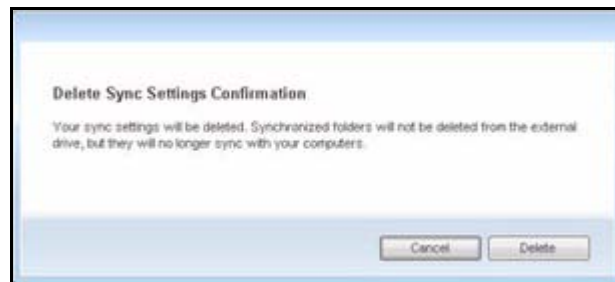 Delete Sync Settings Confirmation
Your sync settings will be deleted. Synchronized folders will not be deleted from the external
drive, but they will no longer sync with your computers.
Cancel Delete